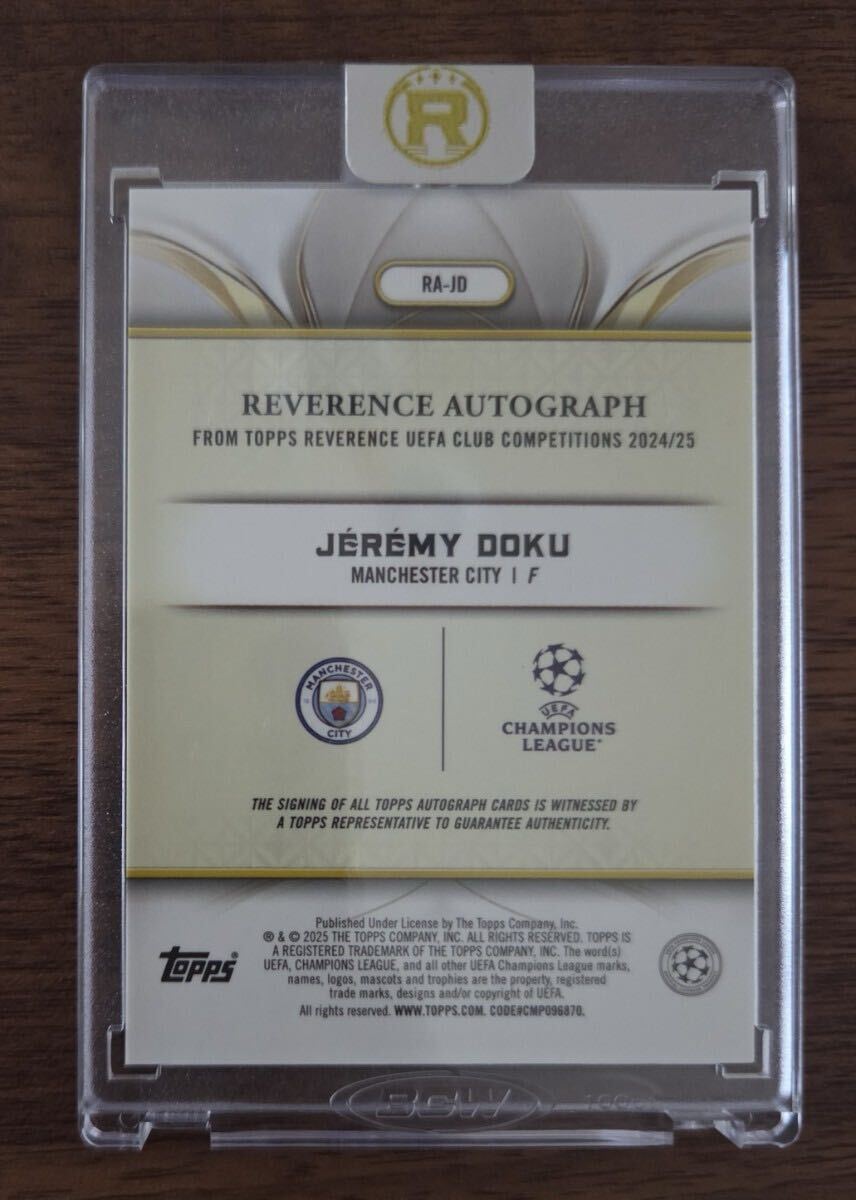 R
RA-JD
REVERENCE AUTOGRAPH
FROM TOPPS REVERENCE UEFA CLUB COMPETITIONS 2024/25
JÉRÉMY DOKU
MANCHESTER CITY | F
MANCHESTER
CITY
UEFA
CHAMPIONS
LEAGUE
THE SIGNING OF ALL TOPPS AUTOGRAPH CARDS IS WITNESSED BY
A TOPPS REPRESENTATIVE TO GUARANTEE AUTHENTICITY.
Published Under License by The Topps Company, Inc.
® & © 2025 THE TOPPS COMPANY, INC. ALL RIGHTS RESERVED. TOPPS IS
A REGISTERED TRADEMARK OF THE TOPPS COMPANY, INC. The word(s)
UEFA, CHAMPIONS LEAGUE, and all other UEFA Champions League marks,
names, logos, mascots and trophies are the property, registered
trade marks, designs and/or copyright of UEFA.
All rights reserved. WWW.TOPPS.COM. CODE#CMP096870.
TOPPS®
BCW